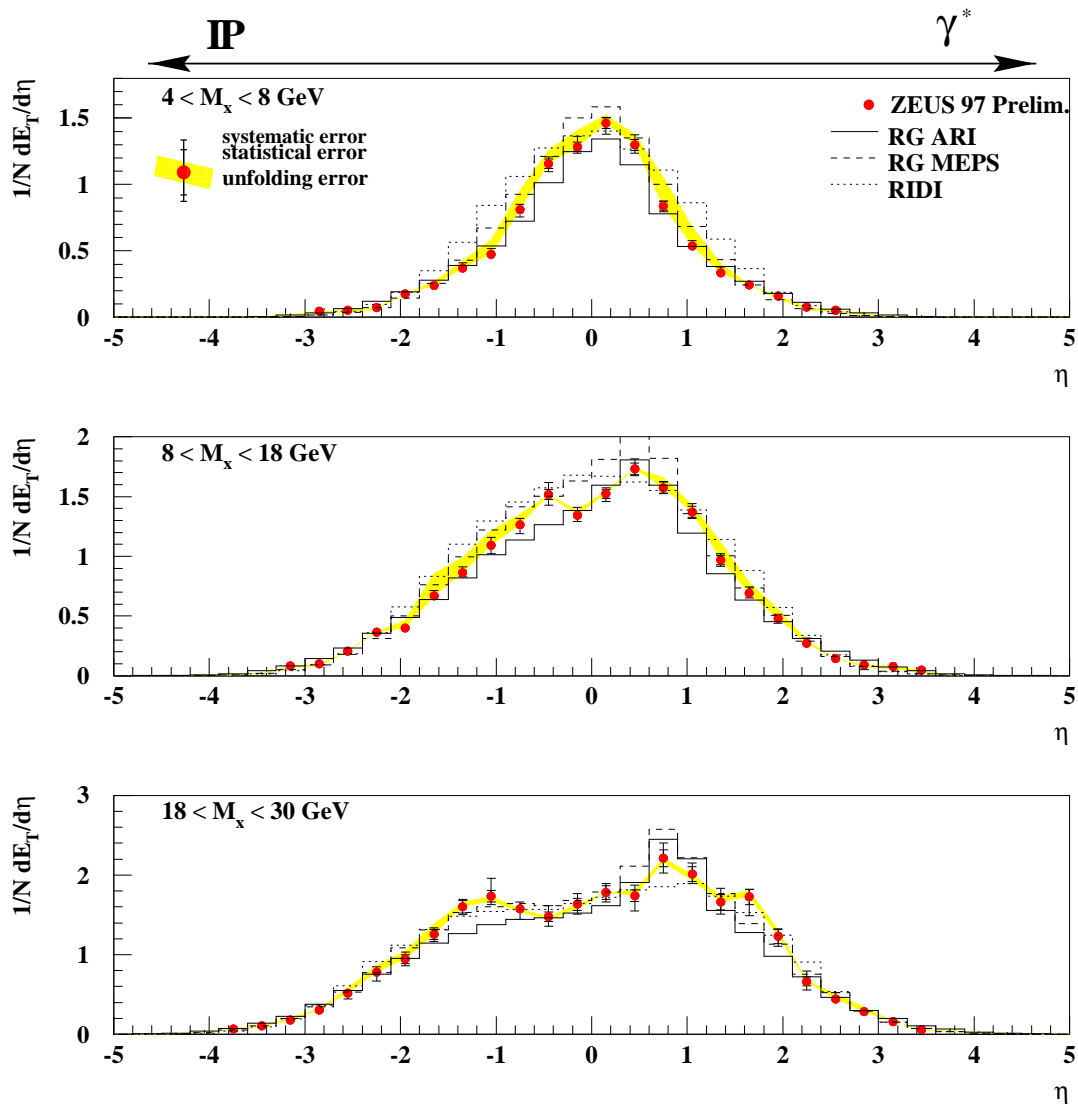 IP γ*
4 < Mx < 8 GeV
systematic error
statistical error
unfolding error
ZEUS 97 Prelim.
RG ARI
RG MEPS
RIDI
1/N dET/dη
0 0.5 1 1.5
-5 -4 -3 -2 -1 0 1 2 3 4 5
η
8 < Mx < 18 GeV
1/N dET/dη
0 0.5 1 1.5 2
-5 -4 -3 -2 -1 0 1 2 3 4 5
η
18 < Mx < 30 GeV
1/N dET/dη
0 1 2 3
-5 -4 -3 -2 -1 0 1 2 3 4 5
η